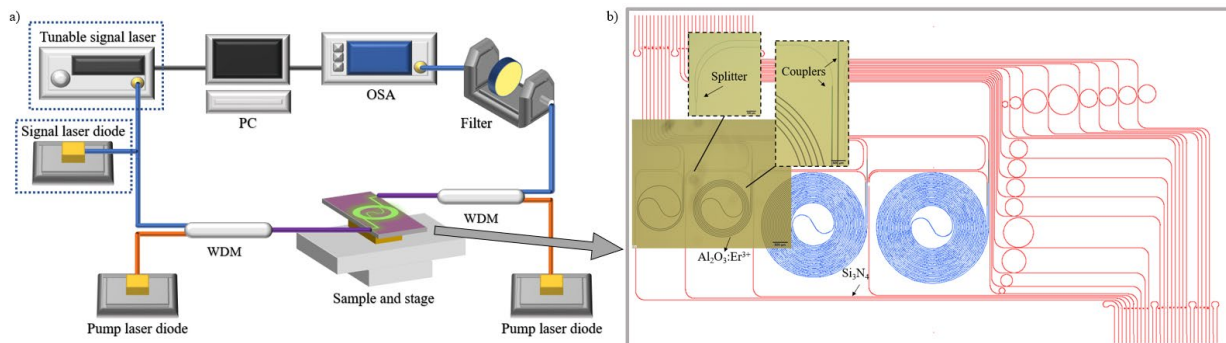 a)
Tunable signal laser
PC
OSA
Filter
Signal laser diode
WDM
WDM
Sample and stage
Pump laser diode
Pump laser diode
b)
Splitter
Couplers
Al₂O₃:Er³⁺
Si₃N₄